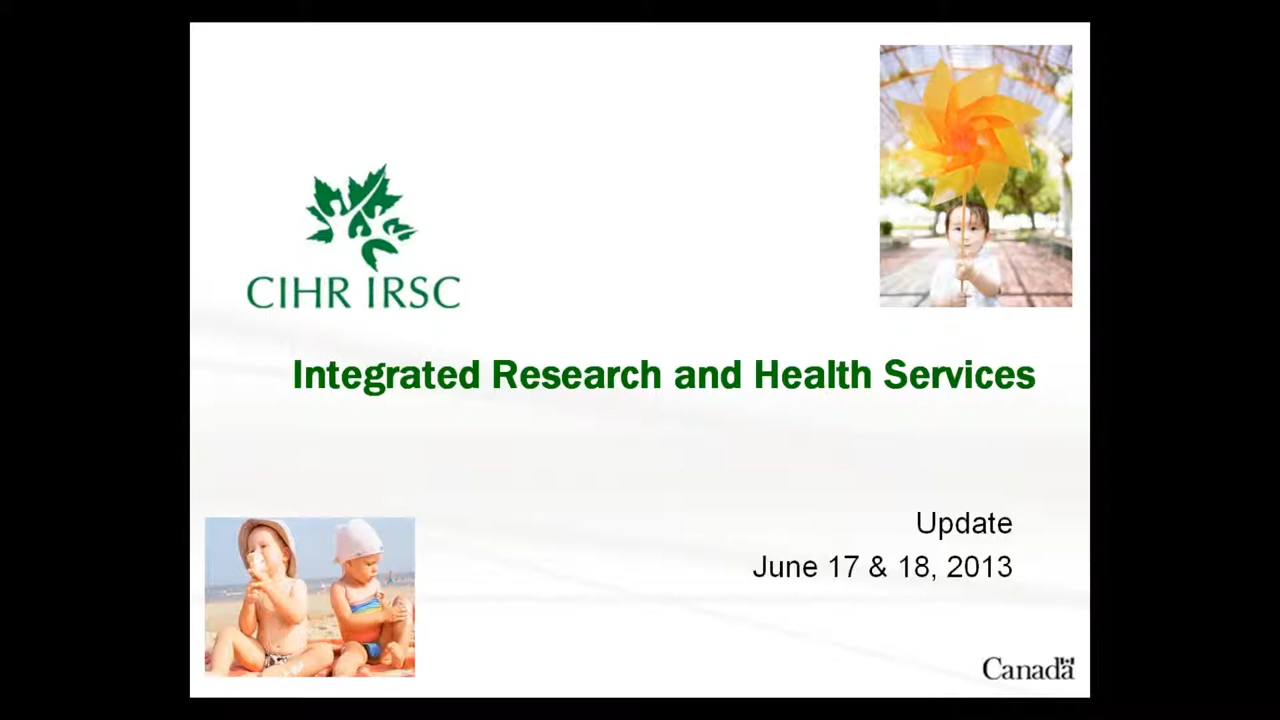 CIHR IRSC
Integrated Research and Health Services
Update
June 17 & 18, 2013
Canada